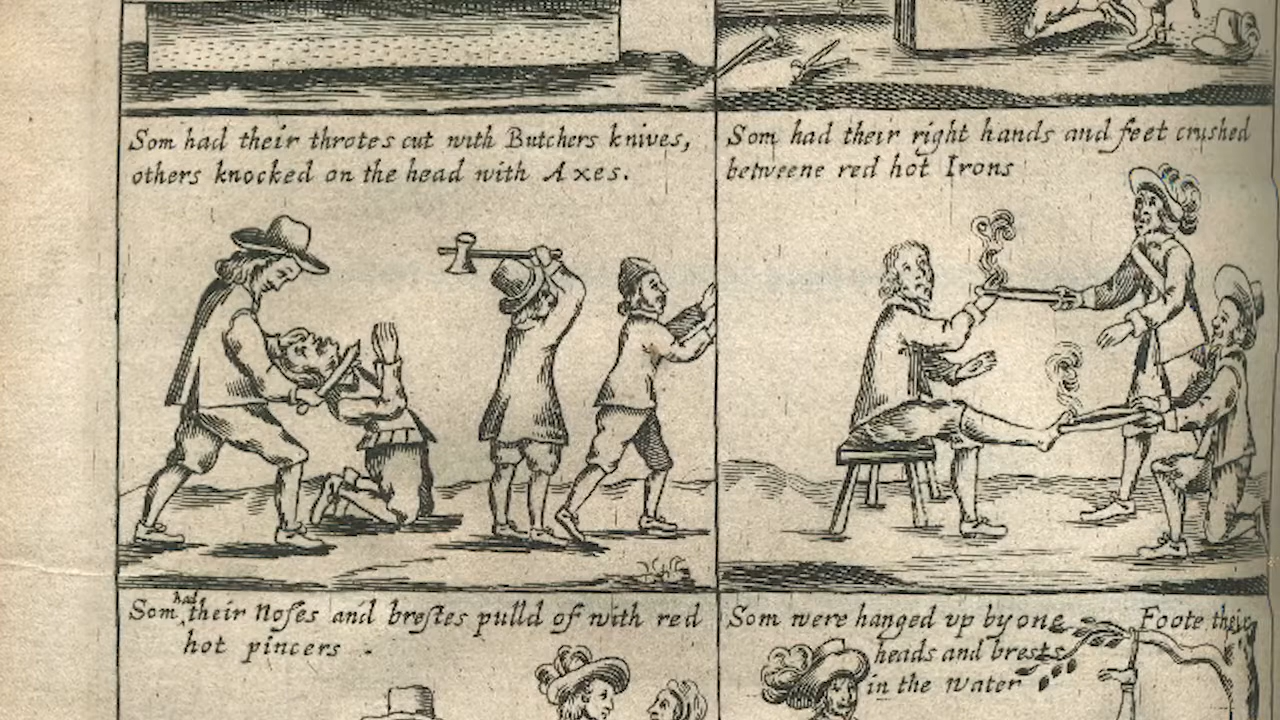 Som had their throtes cut with Butchers knives,
others knocked on the head with Axes.
Som had their right hands and feet crushed
betweene red hot Irons
Som had their Noſes and breſtes pulld of with red
hot pincers .
Som were hanged up by one Foote their
heads and brests
in the water